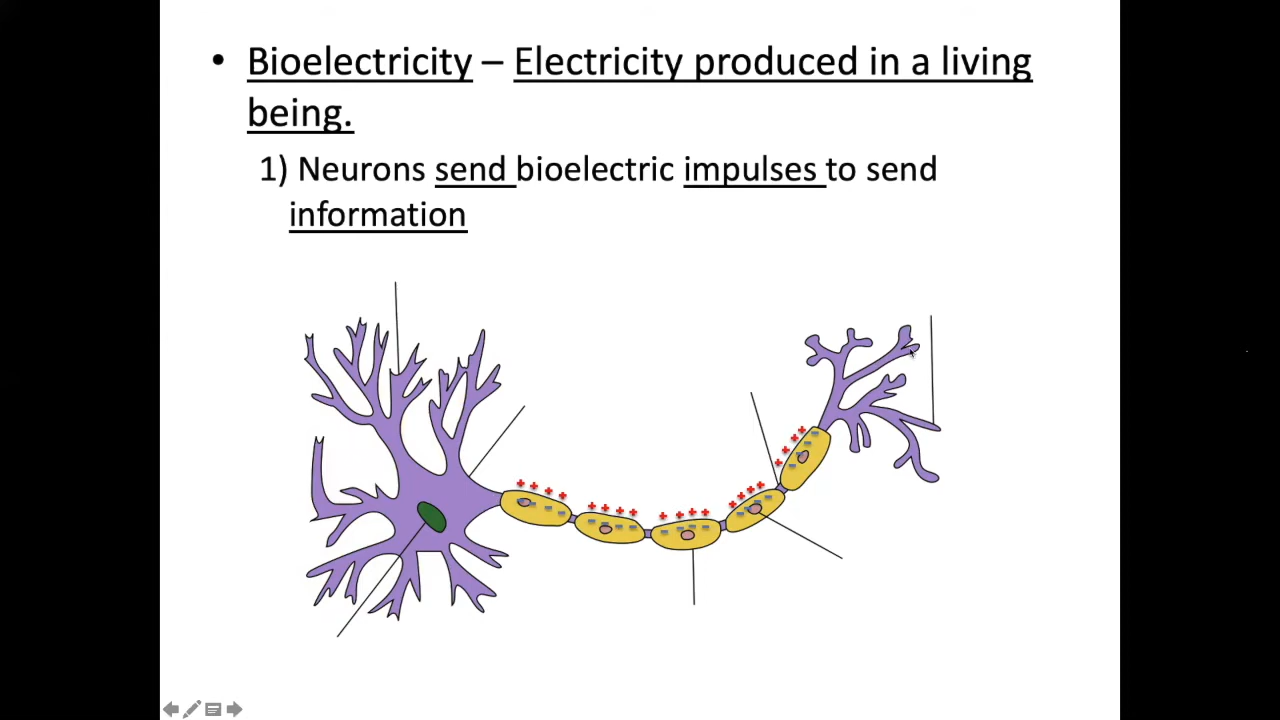 • Bioelectricity – Electricity produced in a living
being.
1) Neurons send bioelectric impulses to send
information